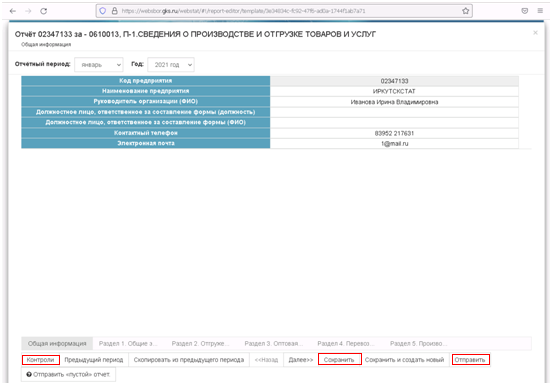 https://websbor.gks.ru/webstat/#!/report-editor/template/
Отчёт 02347133 за - 0610013, П-1.СВЕДЕНИЯ О ПРОИЗВОДСТВЕ И ОТГРУЗКЕ ТОВАРОВ И УСЛУГ
Общая информация
Отчетный период: январь Год: 2021 год
Код предприятия 02347133
Наименование предприятия ИРКУТСКСТАТ
Руководитель организации (ФИО) Иванова Ирина Владимировна
Должностное лицо, ответственное за составление формы (должность)
Должностное лицо, ответственное за составление формы (ФИО)
Контактный телефон 83952 217631
Электронная почта 1@mail.ru
Общая информация Раздел 1. Общие э... Раздел 2. Отгруже... Раздел 3. Оптовая ... Раздел 4. Перевоз... Раздел 5. Произво...
Контроли Предыдущий период Скопировать из предыдущего периода <<Назад Далее>> Сохранить Сохранить и создать новый Отправить
Отправить «пустой» отчет.